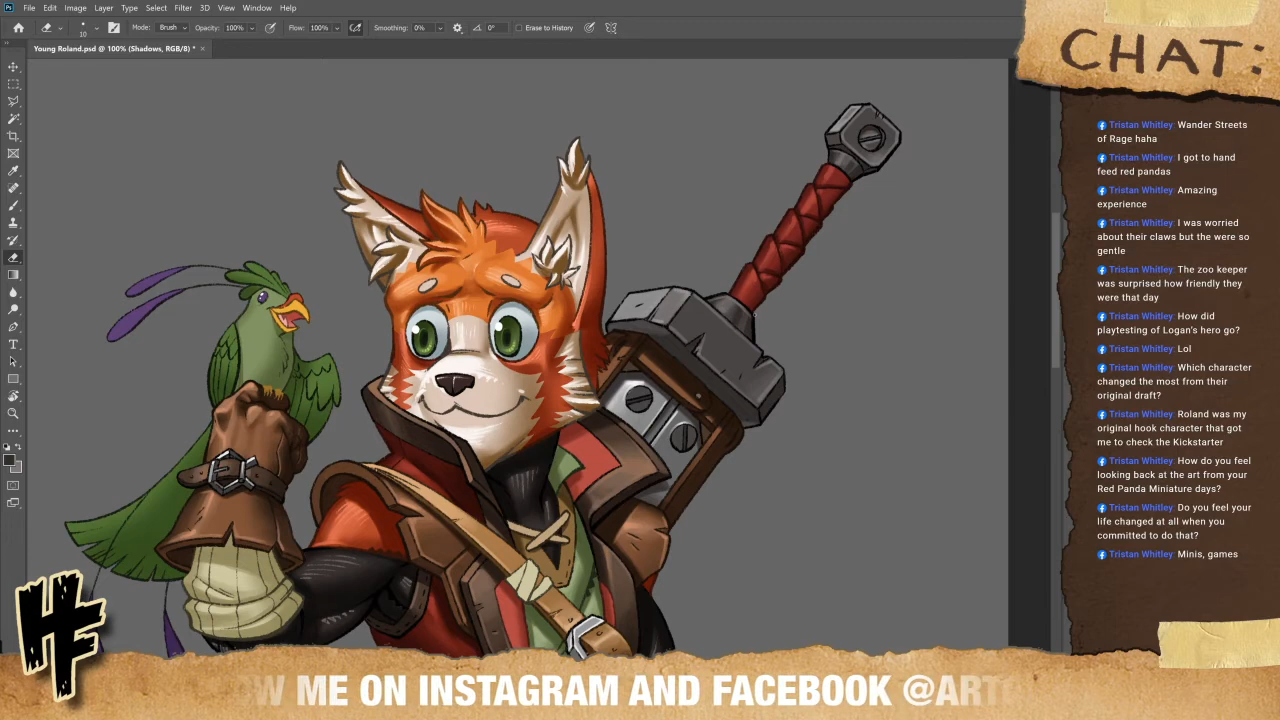 File Edit Image Layer Type Select Filter 3D View Window Help
Mode: Brush Opacity: 100% Flow: 100% Smoothing: 0% 0° Erase to History
10
Young Roland.psd @ 100% (Shadows, RGB/8) * ×
CHAT:
Tristan Whitley: Wander Streets
of Rage haha
Tristan Whitley: I got to hand
feed red pandas
Tristan Whitley: Amazing
experience
Tristan Whitley: I was worried
about their claws but the were so
gentle
Tristan Whitley: The zoo keeper
was surprised how friendly they
were that day
Tristan Whitley: How did
playtesting of Logan's hero go?
Tristan Whitley: Lol
Tristan Whitley: Which character
changed the most from their
original draft?
Tristan Whitley: Roland was my
original hook character that got
me to check the Kickstarter
Tristan Whitley: How do you feel
looking back at the art from your
Red Panda Miniature days?
Tristan Whitley: Do you feel your
life changed at all when you
committed to do that?
Tristan Whitley: Minis, games
HF
OW ME ON INSTAGRAM AND FACEBOOK @ART